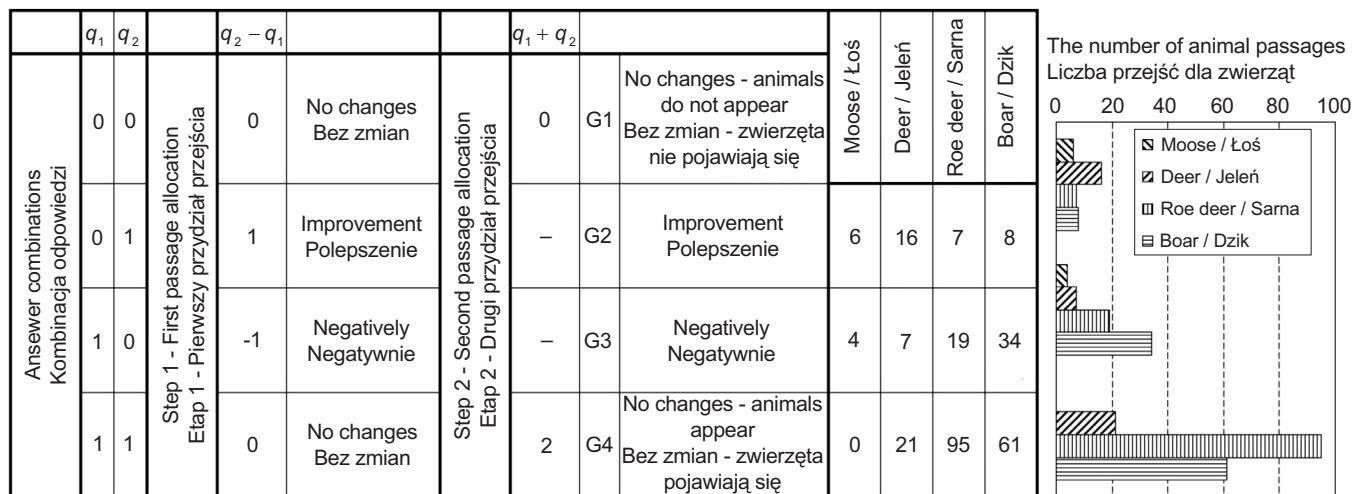 q1 q2 q2 – q1 q1 + q2
Moose / Łoś
Deer / Jeleń
Roe deer / Sarna
Boar / Dzik
Ansewer combinations
Kombinacja odpowiedzi
Step 1 - First passage allocation
Etap 1 - Pierwszy przydział przejścia
Step 2 - Second passage allocation
Etap 2 - Drugi przydział przejścia
0 0 0
No changes
Bez zmian
0 G1
No changes - animals
do not appear
Bez zmian - zwierzęta
nie pojawiają się
0 1 1
Improvement
Polepszenie
– G2
Improvement
Polepszenie
6 16 7 8
1 0 -1
Negatively
Negatywnie
– G3
Negatively
Negatywnie
4 7 19 34
1 1 0
No changes
Bez zmian
2 G4
No changes - animals
appear
Bez zmian - zwierzęta
pojawiają się
0 21 95 61
The number of animal passages
Liczba przejść dla zwierząt
0 20 40 60 80 100
Moose / Łoś
Deer / Jeleń
Roe deer / Sarna
Boar / Dzik